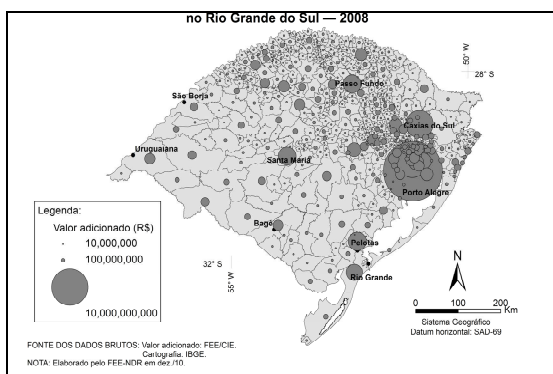 no Rio Grande do Sul — 2008
50° W
28° S
Passo Fundo
São Borja
Caxias do Sul
Uruguaiana
Santa Maria
Porto Alegre
Bagé
Pelotas
Rio Grande
32° S
55° W
Legenda:
Valor adicionado (R$)
10,000,000
100,000,000
10,000,000,000
N
0 100 200
Km
Sistema Geográfico
Datum horizontal: SAD-69
FONTE DOS DADOS BRUTOS: Valor adicionado: FEE/CIE.
Cartografia: IBGE.
NOTA: Elaborado pelo FEE-NDR em dez./10.